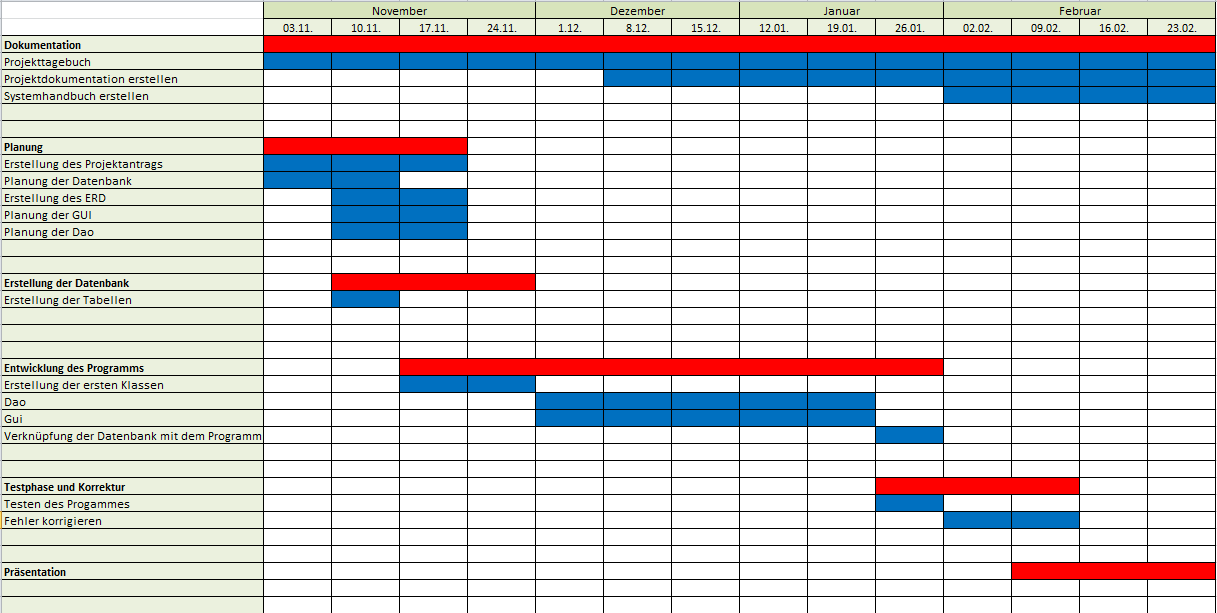 November Dezember Januar Februar
03.11. 10.11. 17.11. 24.11. 1.12. 8.12. 15.12. 12.01. 19.01. 26.01. 02.02. 09.02. 16.02. 23.02.
Dokumentation
Projekttagebuch
Projektdokumentation erstellen
Systemhandbuch erstellen
Planung
Erstellung des Projektantrags
Planung der Datenbank
Erstellung des ERD
Planung der GUI
Planung der Dao
Erstellung der Datenbank
Erstellung der Tabellen
Entwicklung des Programms
Erstellung der ersten Klassen
Dao
Gui
Verknüpfung der Datenbank mit dem Programm
Testphase und Korrektur
Testen des Progammes
Fehler korrigieren
Präsentation